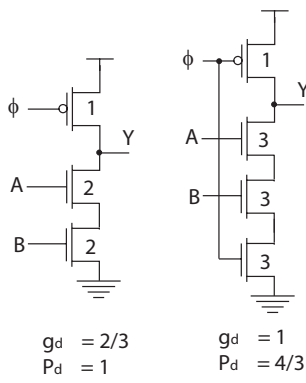 ϕ
1
Y
A
2
B
2
gd = 2/3
Pd = 1
ϕ
1
Y
A
3
B
3
3
gd = 1
Pd = 4/3